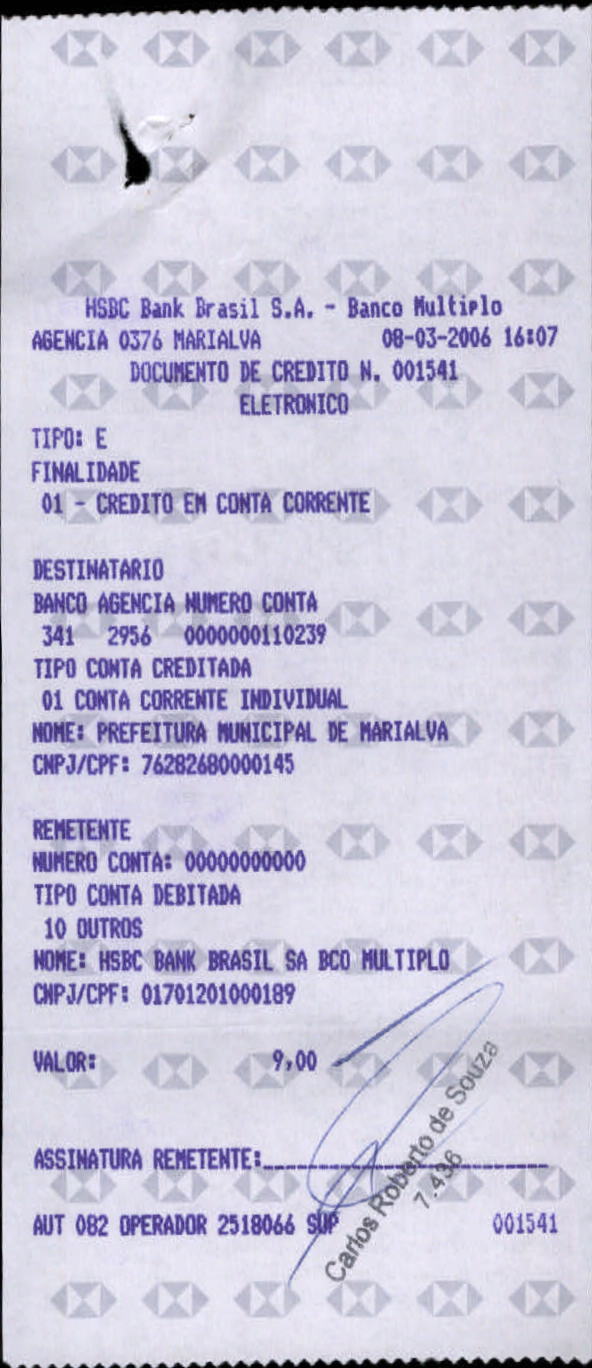 HSBC Bank Brasil S.A. - Banco Multiplo
AGENCIA 0376 MARIALVA 08-03-2006 16:07
DOCUMENTO DE CREDITO N. 001541
ELETRONICO
TIPO: E
FINALIDADE
01 - CREDITO EM CONTA CORRENTE
DESTINATARIO
BANCO AGENCIA NUMERO CONTA
341 2956 0000000110239
TIPO CONTA CREDITADA
01 CONTA CORRENTE INDIVIDUAL
NOME: PREFEITURA MUNICIPAL DE MARIALVA
CNPJ/CPF: 76282680000145
REMETENTE
NUMERO CONTA: 00000000000
TIPO CONTA DEBITADA
10 OUTROS
NOME: HSBC BANK BRASIL SA BCO MULTIPLO
CNPJ/CPF: 01701201000189
VALOR: 9,00
ASSINATURA REMETENTE:
AUT 082 OPERADOR 2518066 SUP 001541
Carlos Roberto de Souza
7.436